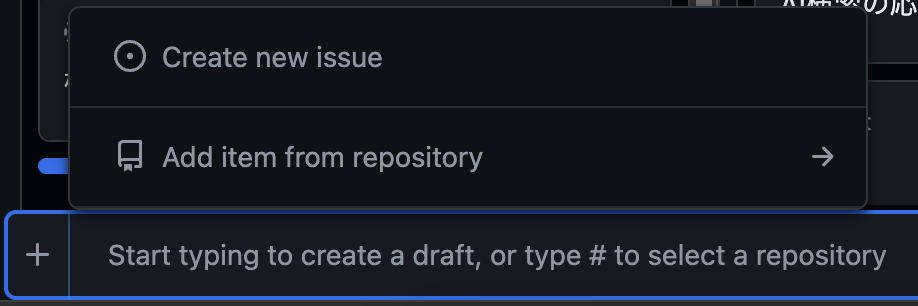 Create new issue
Add item from repository
Start typing to create a draft, or type # to select a repository